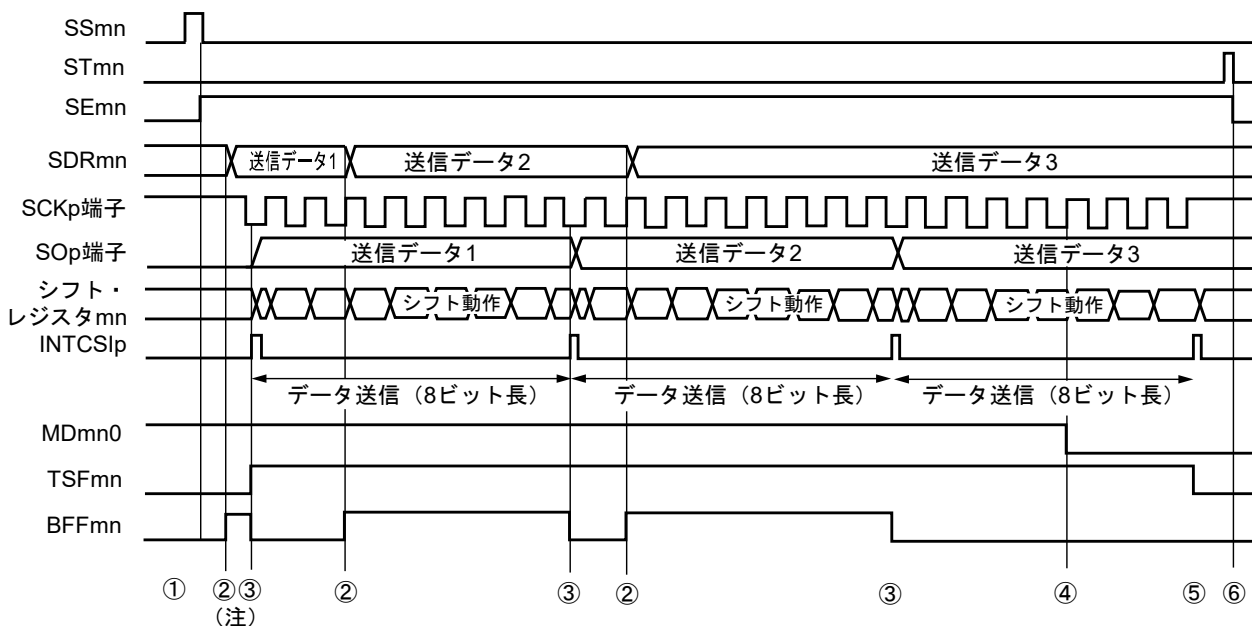 SSmn
STmn
SEmn
SDRmn 送信データ1 送信データ2 送信データ3
SCKp端子
SOp端子 送信データ1 送信データ2 送信データ3
シフト・
レジスタmn シフト動作 シフト動作 シフト動作
INTCSIp
データ送信（8ビット長） データ送信（8ビット長） データ送信（8ビット長）
MDmn0
TSFmn
BFFmn
① ② ③ ② ③ ② ③ ④ ⑤ ⑥
（注）